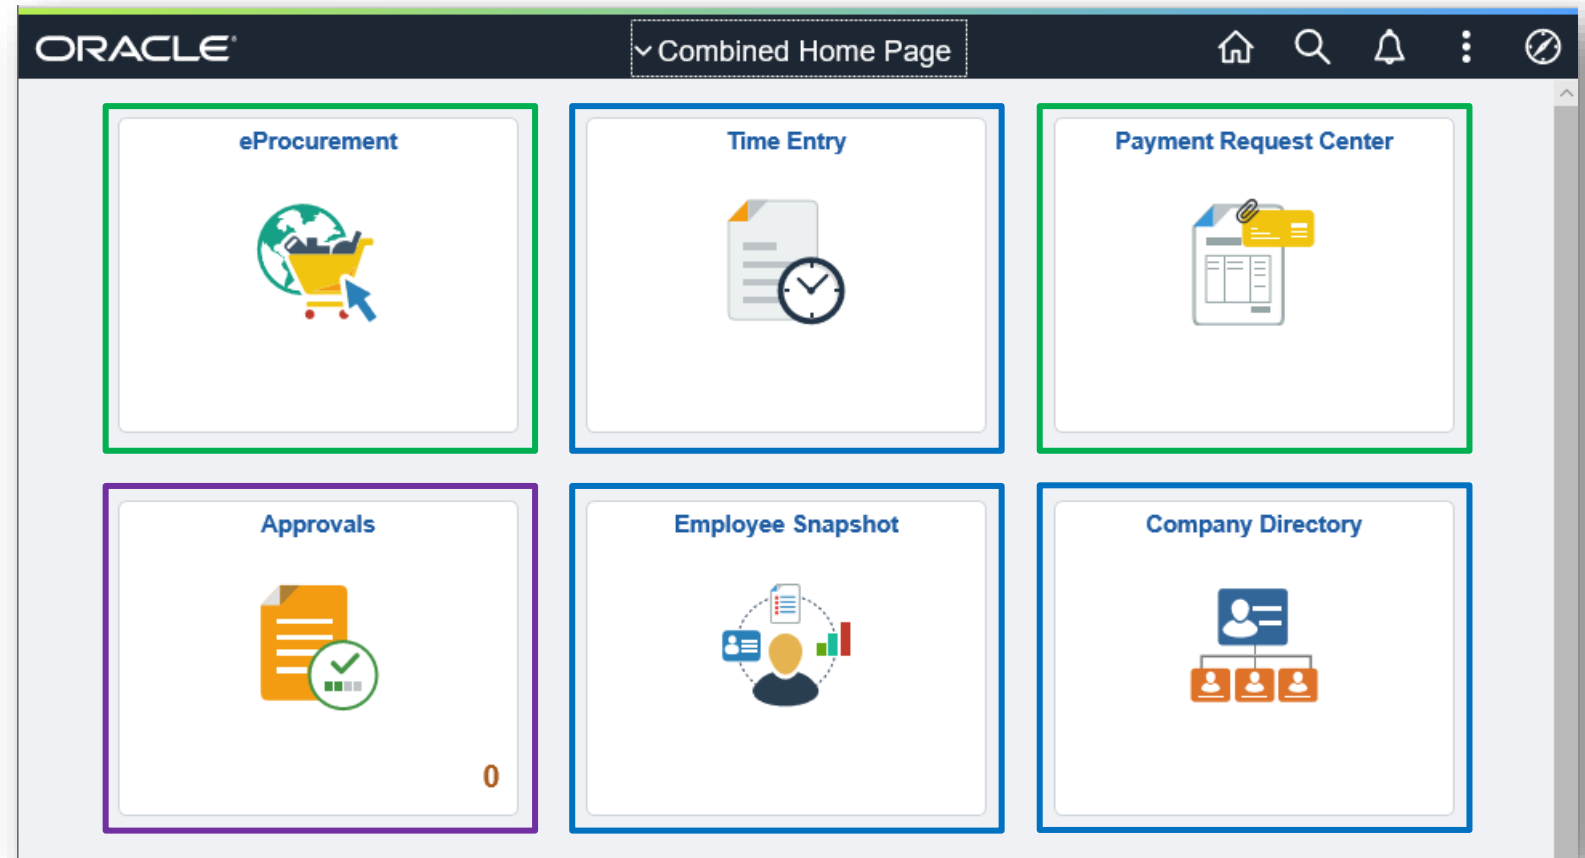 ORACLE
Combined Home Page
eProcurement
Time Entry
Payment Request Center
Approvals
0
Employee Snapshot
Company Directory